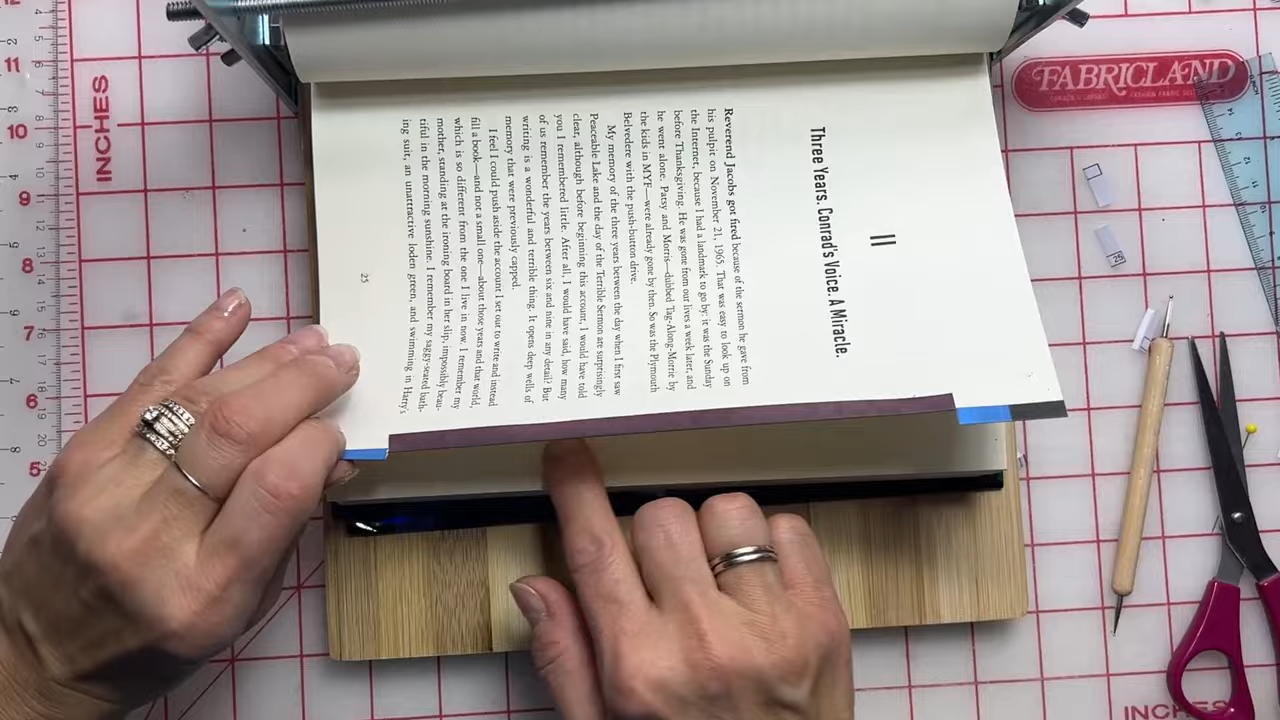 II
Three Years. Conrad's Voice. A Miracle.
Reverend Jacobs got fired because of the sermon he gave from
his pulpit on November 21, 1965. That was easy to look up on
the Internet, because I had a landmark to go by: it was the Sunday
before Thanksgiving. He was gone from our lives a week later, and
he went alone. Patsy and Morrie—dubbed Tag-Along-Morrie by
the kids in MYF—were already gone by then. So was the Plymouth
Belvedere with the push-button drive.
My memory of the three years between the day when I first saw
Peaceable Lake and the day of the Terrible Sermon are surprisingly
clear, although before beginning this account, I would have told
you I remembered little. After all, I would have said, how many
of us remember the years between six and nine in any detail? But
writing is a wonderful and terrible thing. It opens deep wells of
memory that were previously capped.
I feel I could push aside the account I set out to write and instead
fill a book—and not a small one—about those years and that world,
which is so different from the one I live in now. I remember my
mother, standing at the ironing board in her slip, impossibly beau-
tiful in the morning sunshine. I remember my saggy-seated bath-
ing suit, an unattractive loden green, and swimming in Harry's
25
FABRICLAND
INCHES
11
10
9
8
7
6
5
29
INCHES